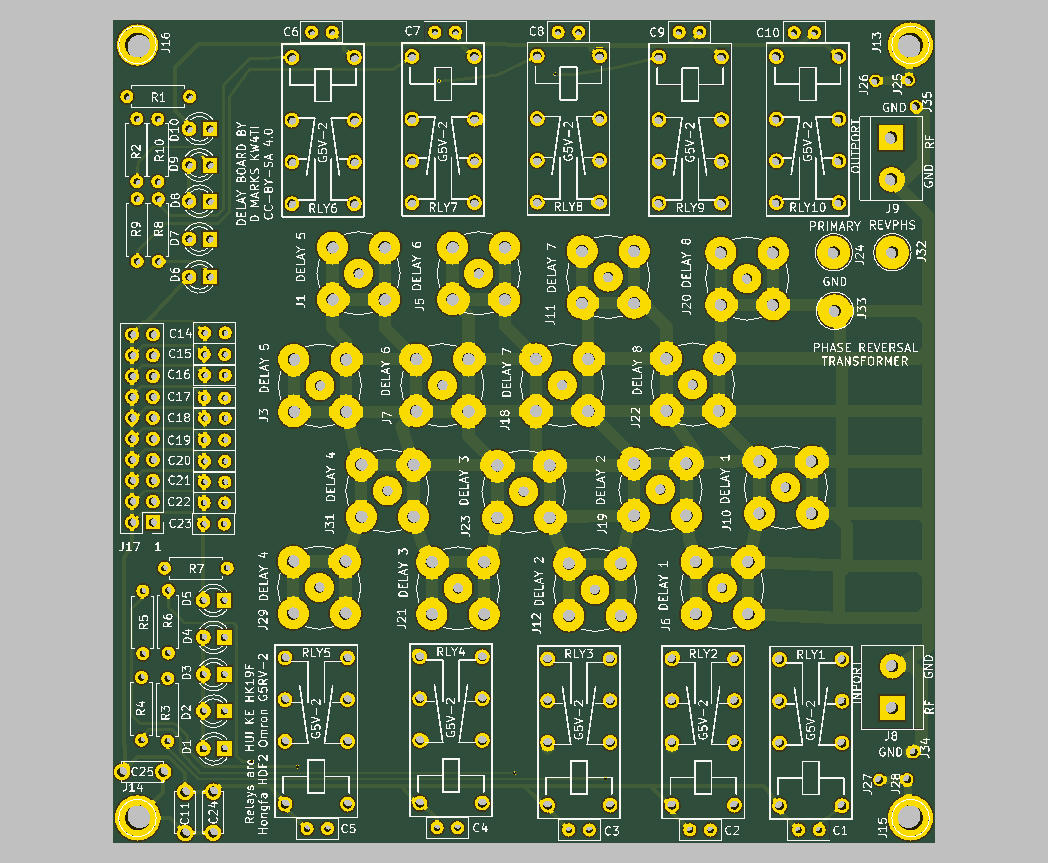 C6
C7
C8
C9
C10
J16
J13
J26
J25
J35
GND
R1
D10
R2
R10
D9
D8
R9
R8
D7
D6
DELAY BOARD BY
D MARKS KW4TI
CC-BY-SA 4.0
G5V-2
G5V-2
G5V-2
G5V-2
G5V-2
RLY6
RLY7
RLY8
RLY9
RLY10
OUTPORT
RF
GND
J9
PRIMARY
REVPHS
J24
J32
GND
J33
PHASE REVERSAL
TRANSFORMER
J1 DELAY 5
J5 DELAY 6
J11 DELAY 7
J20 DELAY 8
C14
C15
C16
C17
C18
C19
C20
C21
C22
C23
J17 1
J3 DELAY 5
J7 DELAY 6
J18 DELAY 7
J22 DELAY 8
J31 DELAY 4
J23 DELAY 3
J19 DELAY 2
J10 DELAY 1
J29 DELAY 4
J21 DELAY 3
J12 DELAY 2
J6 DELAY 1
R7
D5
R5
R6
D4
D3
R4
R3
D2
D1
C25
J14
C11
C24
Relays are HUI KE HK19F
Hongfa HDF2 Omron G5RV-2
RLY5
RLY4
RLY3
RLY2
RLY1
G5V-2
G5V-2
G5V-2
G5V-2
G5V-2
INPORT
GND
RF
J8
GND
J34
J27
J28
J15
C5
C4
C3
C2
C1